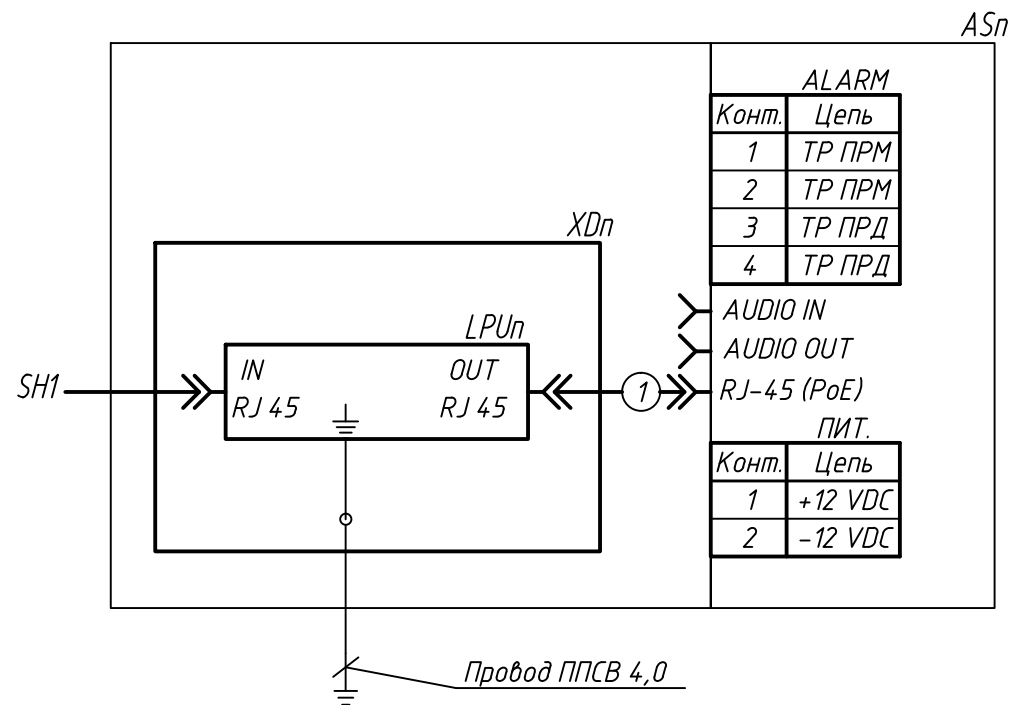 ASn
ALARM
Конт. Цепь
1 ТР ПРМ
2 ТР ПРМ
3 ТР ПРД
4 ТР ПРД
XDn
AUDIO IN
LPUn
AUDIO OUT
SH1
IN OUT
RJ 45 RJ 45
1
RJ-45 (PoE)
ПИТ.
Конт. Цепь
1 +12 VDC
2 -12 VDC
Провод ППСВ 4,0